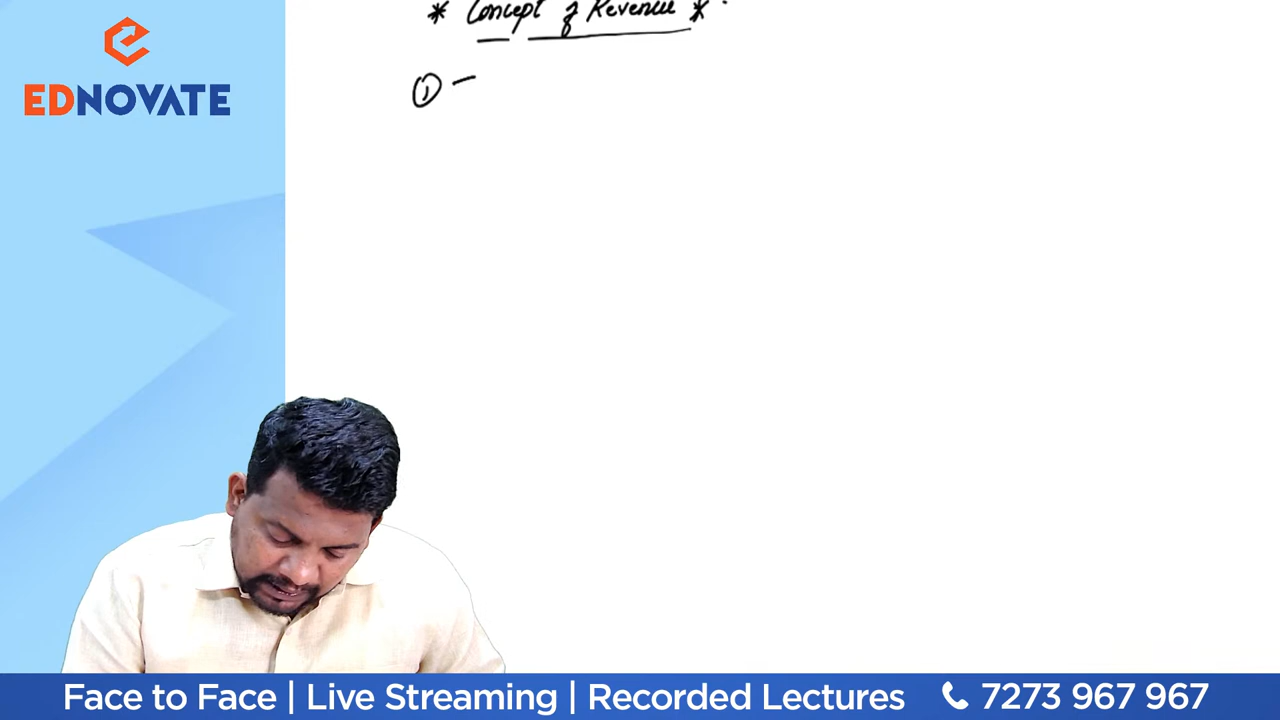 EDNOVATE
* Concept of Revenue *
① -
Face to Face | Live Streaming | Recorded Lectures 7273 967 967